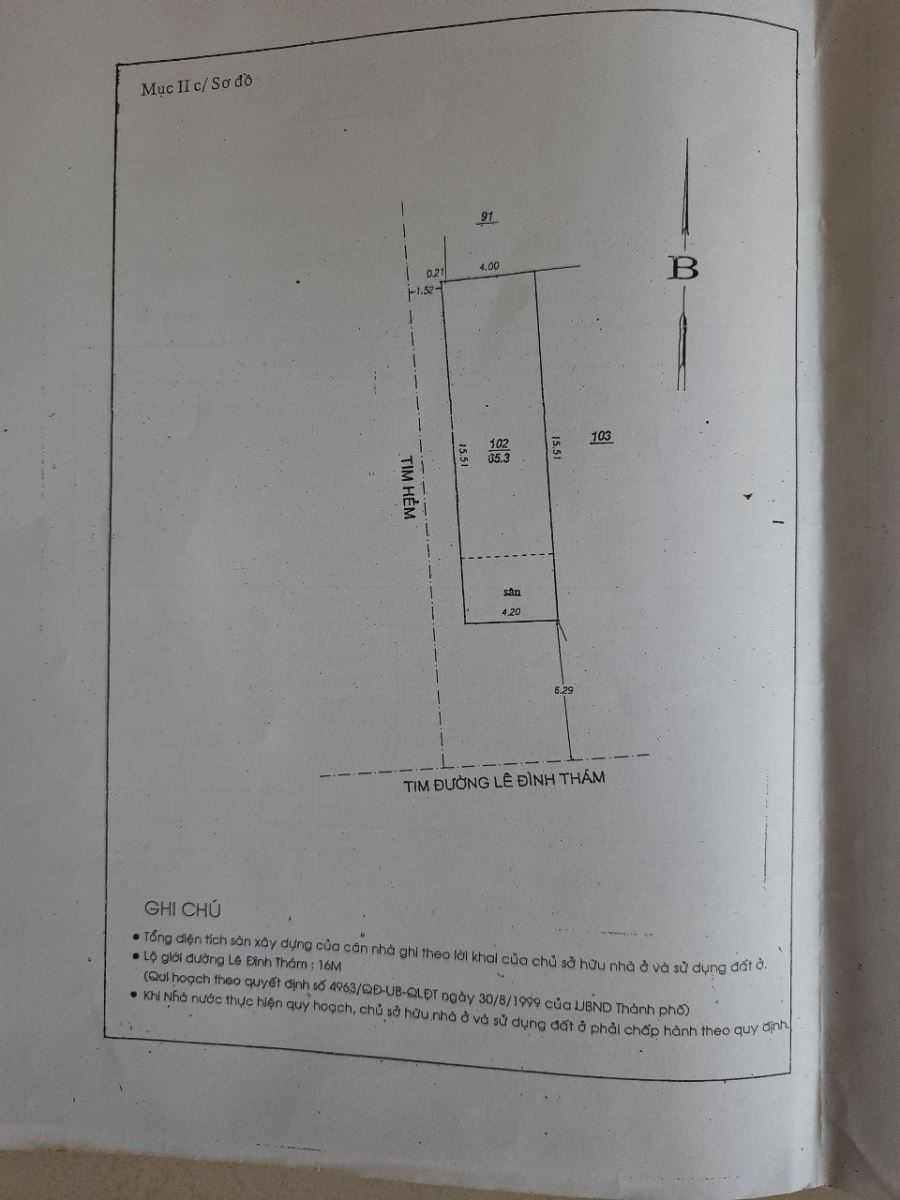 Mục II c/ Sơ đồ
91
0.21
4.00
1.52
B
15.51
102
65.3
15.51
103
TIM HẺM
sân
4.20
6.29
TIM ĐƯỜNG LÊ ĐÌNH THÁM
GHI CHÚ
• Tổng diện tích sàn xây dựng của căn nhà ghi theo lời khai của chủ sở hữu nhà ở và sử dụng đất ở.
• Lộ giới đường Lê Đình Thám : 16M
(Qui hoạch theo quyết định số 4963/QĐ-UB-QLĐT ngày 30/8/1999 của UBND Thành phố)
• Khi Nhà nước thực hiện quy hoạch, chủ sở hữu nhà ở và sử dụng đất ở phải chấp hành theo quy định.